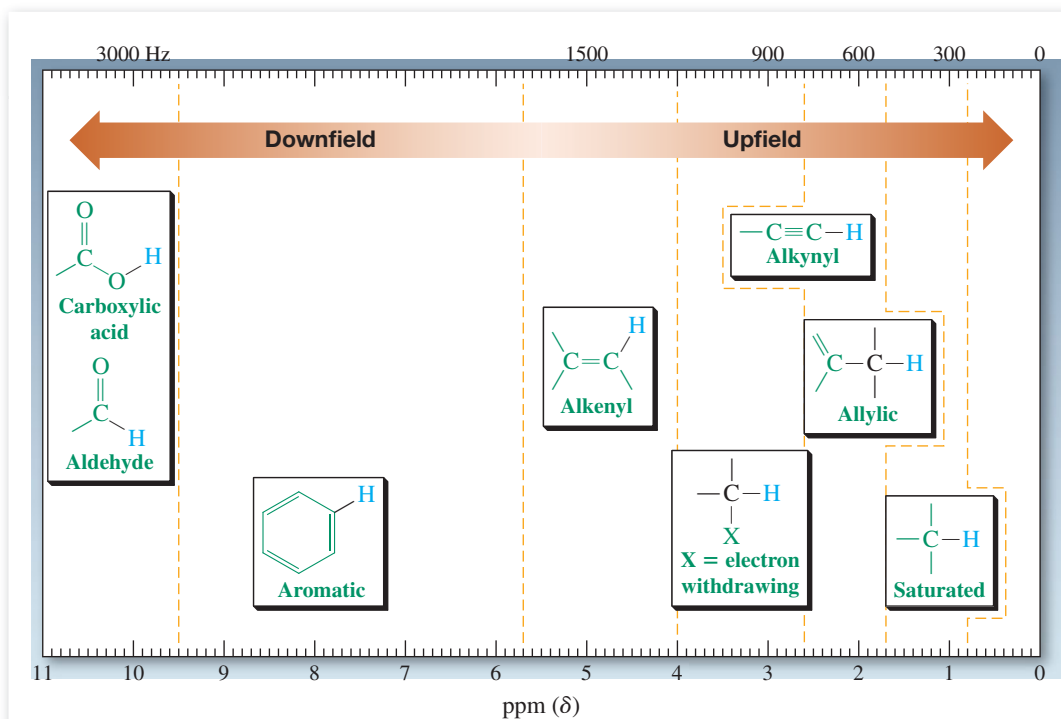 3000 Hz 1500 900 600 300 0
Downfield Upfield
O
C
O
H
Carboxylic
acid
O
C
H
Aldehyde
H
Aromatic
H
C=C
Alkenyl
—C≡C—H
Alkynyl
C—C—H
Allylic
—C—H
X
X = electron
withdrawing
—C—H
Saturated
11 10 9 8 7 6 5 4 3 2 1 0
ppm (δ)